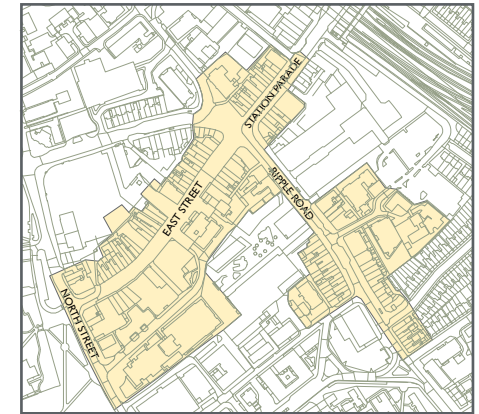 STATION PARADE
RIPPLE ROAD
EAST STREET
NORTH STREET